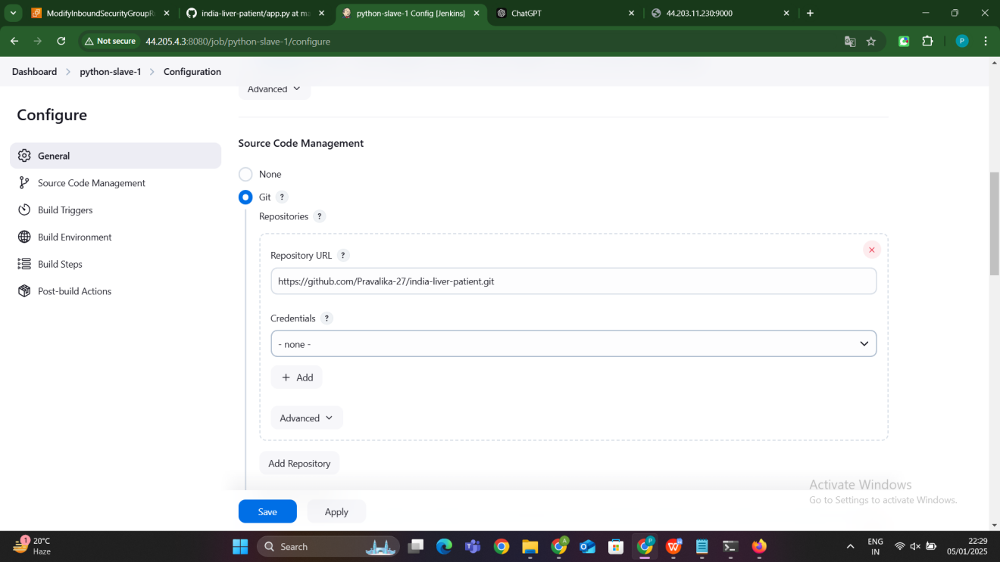 ModifyInboundSecurityGroupR
india-liver-patient/app.py at ma
python-slave-1 Config [Jenkins]
ChatGPT
44.203.11.230:9000
Not secure
44.205.4.3:8080/job/python-slave-1/configure
P
Dashboard
python-slave-1
Configuration
Advanced
Configure
General
Source Code Management
Build Triggers
Build Environment
Build Steps
Post-build Actions
Source Code Management
None
Git ?
Repositories ?
Repository URL ?
https://github.com/Pravalika-27/india-liver-patient.git
Credentials ?
- none -
+ Add
Advanced
Add Repository
Save
Apply
Activate Windows
Go to Settings to activate Windows.
1
20°C
Haze
Search
ENG
IN
22:29
05/01/2025